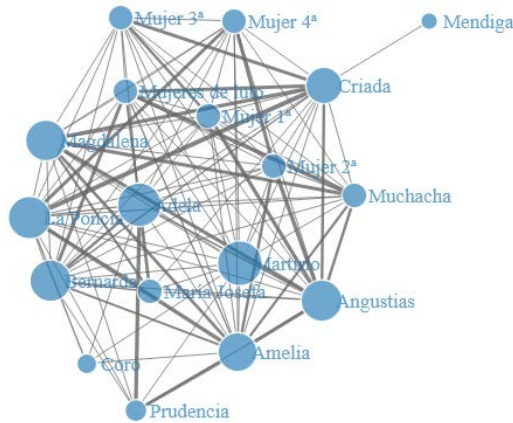 Mujer 3ª
Mujer 4ª
Mendiga
Criada
Mujeres de luto
Mujer 1ª
Magdalena
Mujer 2ª
Muchacha
La Poncia
Adela
Martirio
Bernarda
María Josefa
Angustias
Amelia
Coro
Prudencia